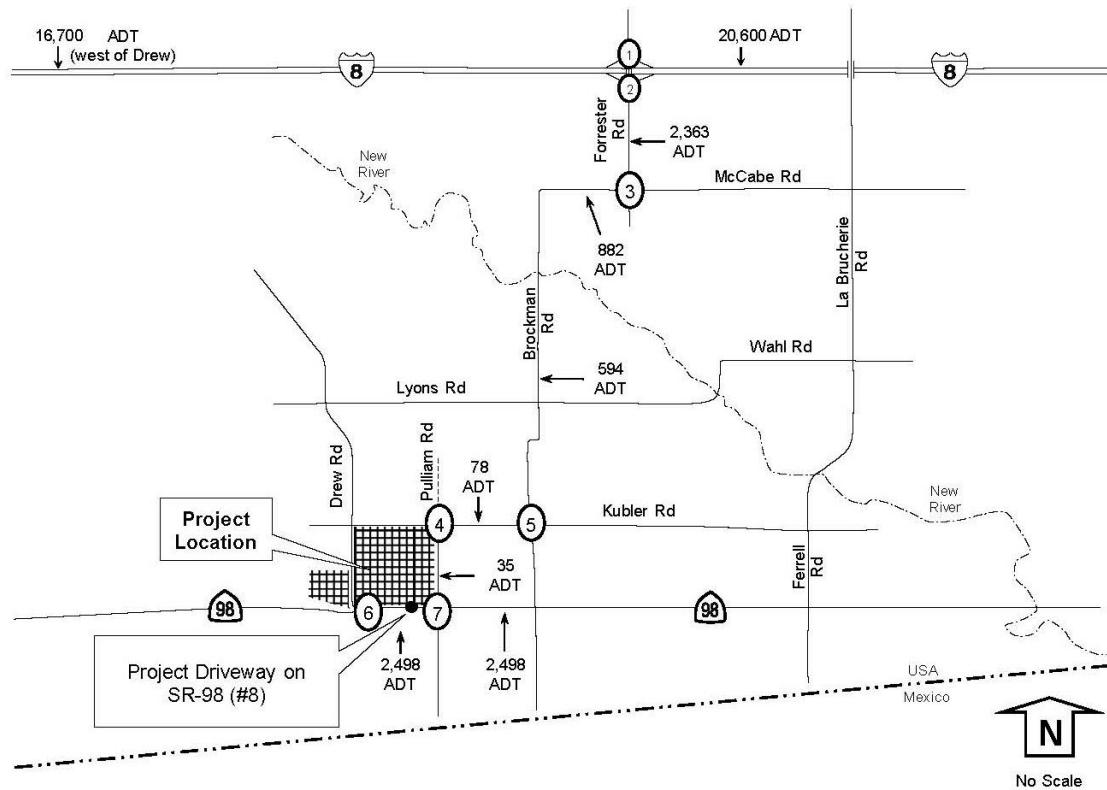 16,700 ADT
(west of Drew)
20,600 ADT
8
8
1
2
Forrester
Rd
2,363
ADT
New
River
3
McCabe Rd
882
ADT
La Brucherie
Rd
Brockman
Rd
Wahl Rd
594
ADT
Lyons Rd
Drew Rd
Pulliam Rd
78
ADT
Project
Location
4
5
Kubler Rd
New
River
35
ADT
Ferrell
Rd
98
6
7
98
Project Driveway on
SR-98 (#8)
2,498
ADT
2,498
ADT
USA
Mexico
N
No Scale